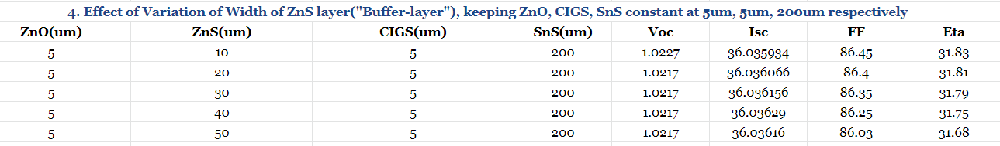 4. Effect of Variation of Width of ZnS layer("Buffer-layer"), keeping ZnO, CIGS, SnS constant at 5um, 5um, 200um respectively
ZnO(um) ZnS(um) CIGS(um) SnS(um) Voc Isc FF Eta
5 10 5 200 1.0227 36.035934 86.45 31.83
5 20 5 200 1.0217 36.036066 86.4 31.81
5 30 5 200 1.0217 36.036156 86.35 31.79
5 40 5 200 1.0217 36.03629 86.25 31.75
5 50 5 200 1.0217 36.03616 86.03 31.68